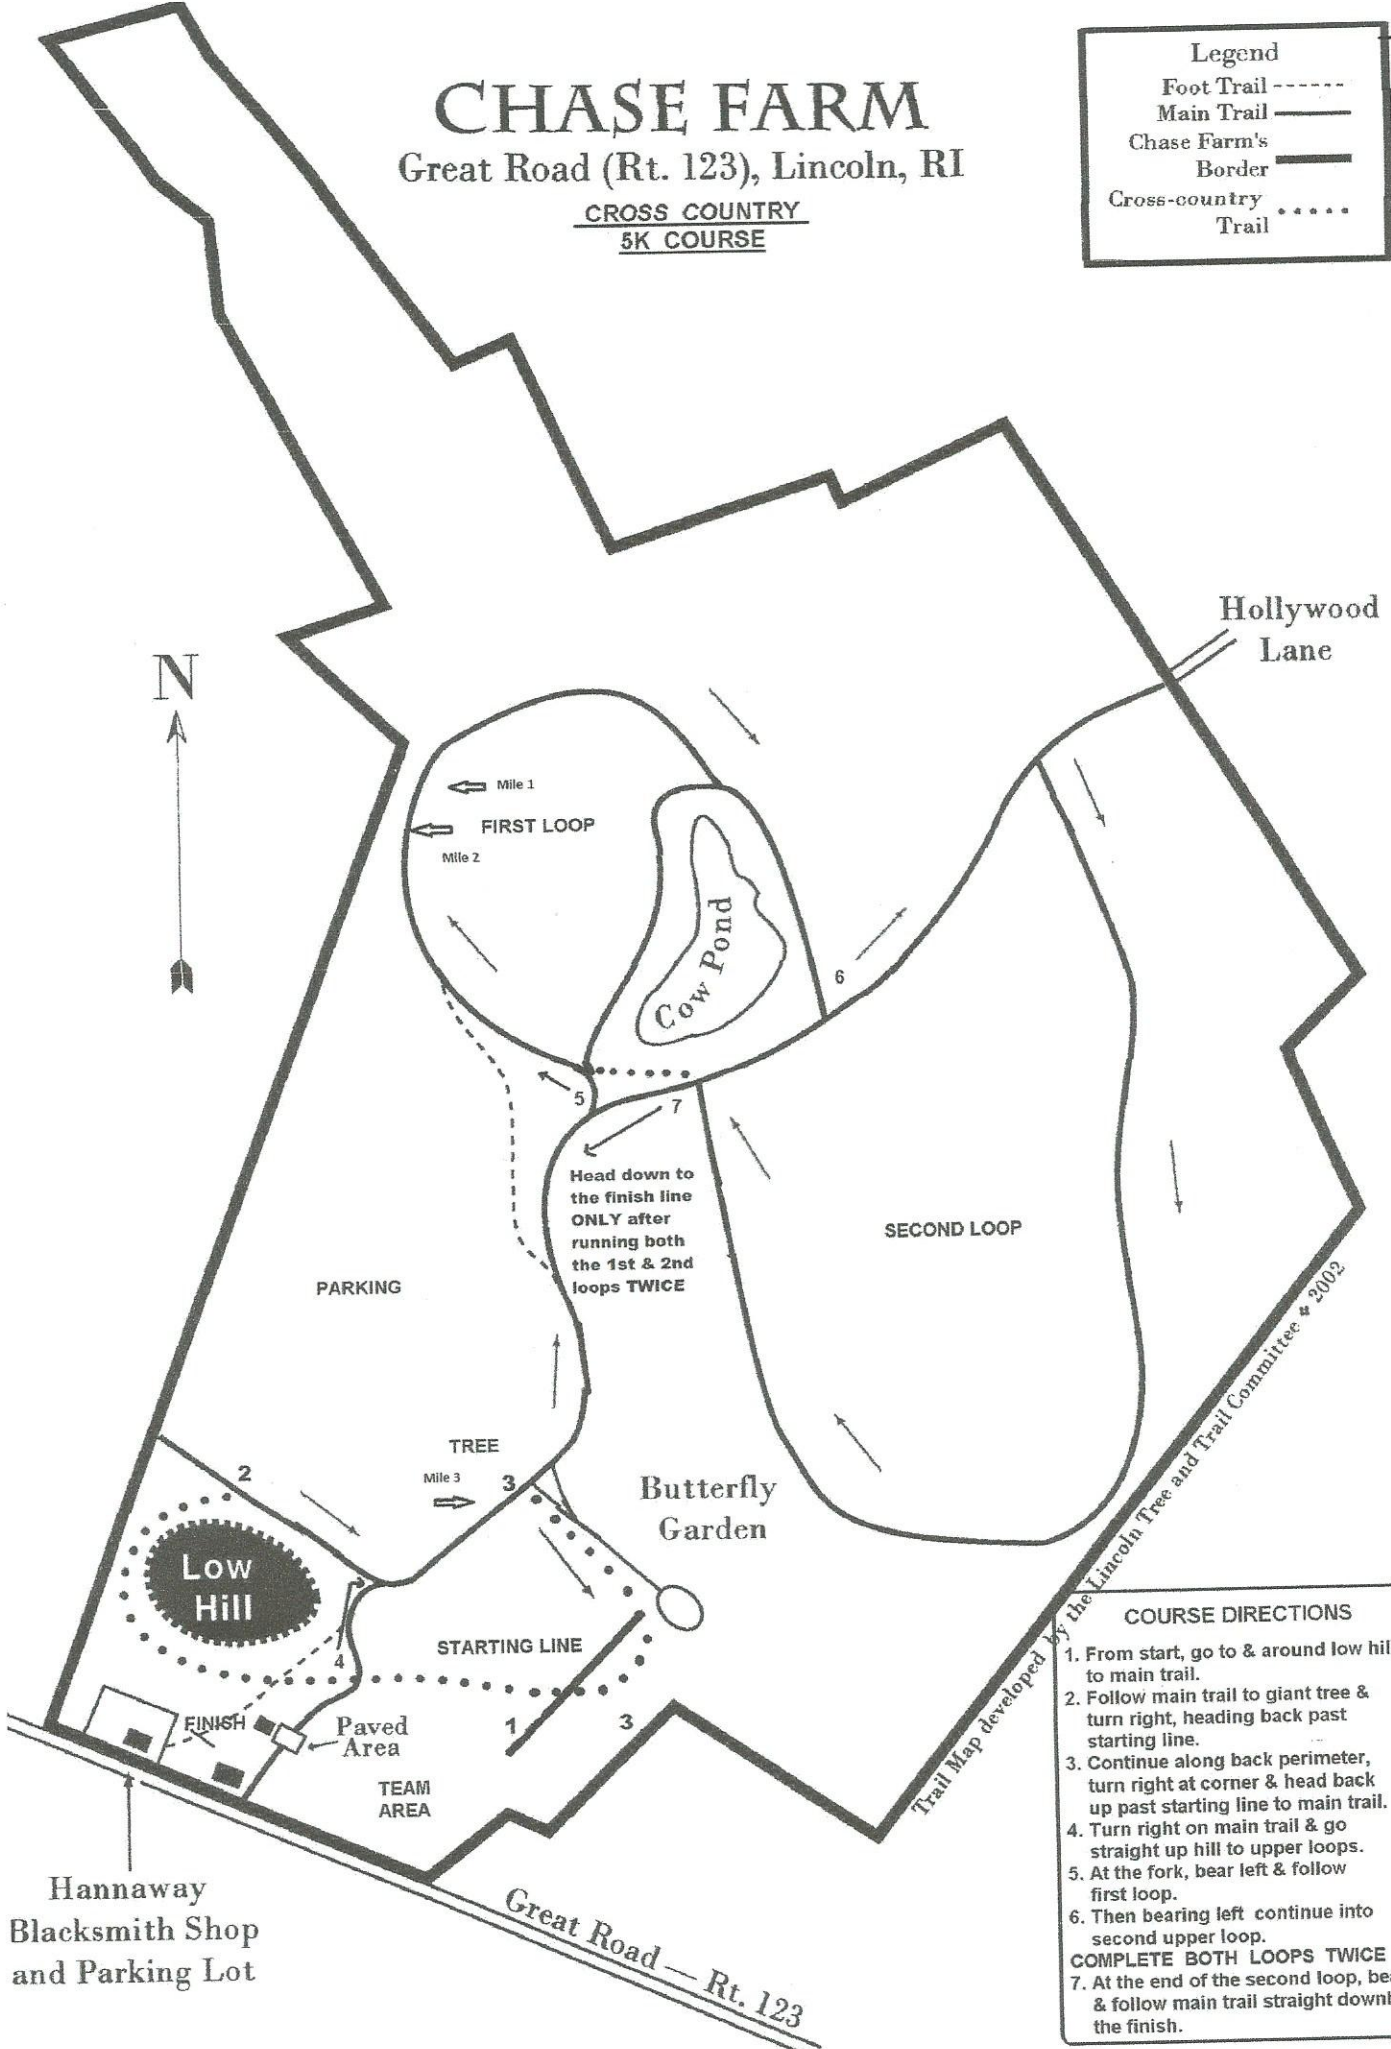 CHASE FARM
Great Road (Rt. 123), Lincoln, RI
CROSS COUNTRY
5K COURSE
Legend
Foot Trail
Main Trail
Chase Farm's
Border
Cross-country
Trail
Hollywood
Lane
N
Mile 1
FIRST LOOP
Mile 2
Cow Pond
6
5
7
Head down to
the finish line
ONLY after
running both
the 1st & 2nd
loops TWICE
SECOND LOOP
PARKING
TREE
Mile 3
3
2
Butterfly
Garden
Low
Hill
STARTING LINE
4
1
3
FINISH
Paved
Area
TEAM
AREA
Hannaway
Blacksmith Shop
and Parking Lot
Great Road — Rt. 123
Trail Map developed by the Lincoln Tree and Trail Committee 2002
COURSE DIRECTIONS
1. From start, go to & around low hil
to main trail.
2. Follow main trail to giant tree &
turn right, heading back past
starting line.
3. Continue along back perimeter,
turn right at corner & head back
up past starting line to main trail.
4. Turn right on main trail & go
straight up hill to upper loops.
5. At the fork, bear left & follow
first loop.
6. Then bearing left continue into
second upper loop.
COMPLETE BOTH LOOPS TWICE
7. At the end of the second loop, be
& follow main trail straight down
the finish.